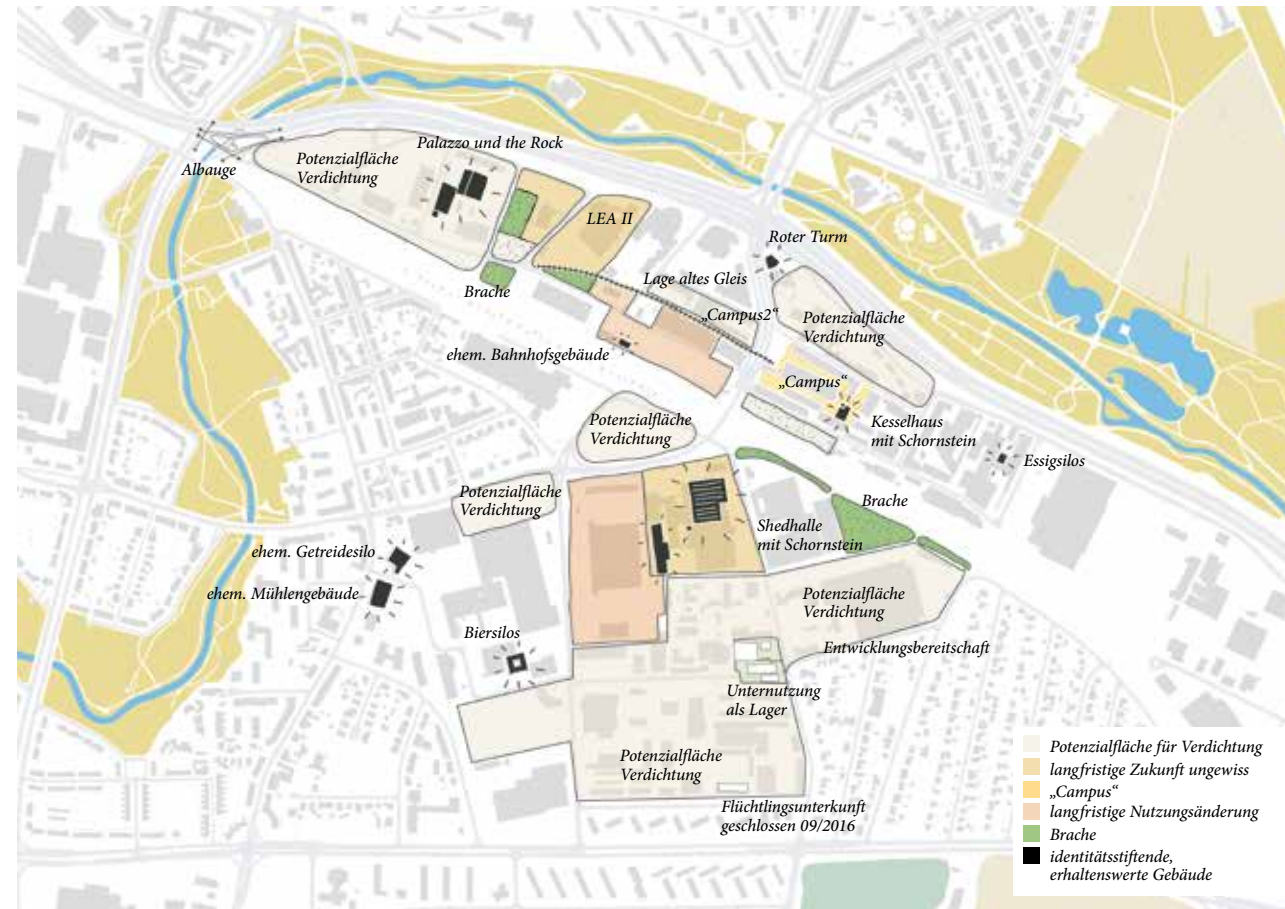 Palazzo und the Rock
Albauge
Potenzialfläche
Verdichtung
LEA II
Roter Turm
Brache
Lage altes Gleis
„Campus2“
Potenzialfläche
Verdichtung
ehem. Bahnhofsgebäude
„Campus“
Kesselhaus
mit Schornstein
Potenzialfläche
Verdichtung
Essigsilos
Potenzialfläche
Verdichtung
Brache
Shedhalle
mit Schornstein
ehem. Getreidesilo
ehem. Mühlengebäude
Potenzialfläche
Verdichtung
Biersilos
Entwicklungsbereitschaft
Unternutzung
als Lager
Potenzialfläche
Verdichtung
Flüchtlingsunterkunft
geschlossen 09/2016
Potenzialfläche für Verdichtung
langfristige Zukunft ungewiss
„Campus“
langfristige Nutzungsänderung
Brache
identitätsstiftende,
erhaltenswerte Gebäude